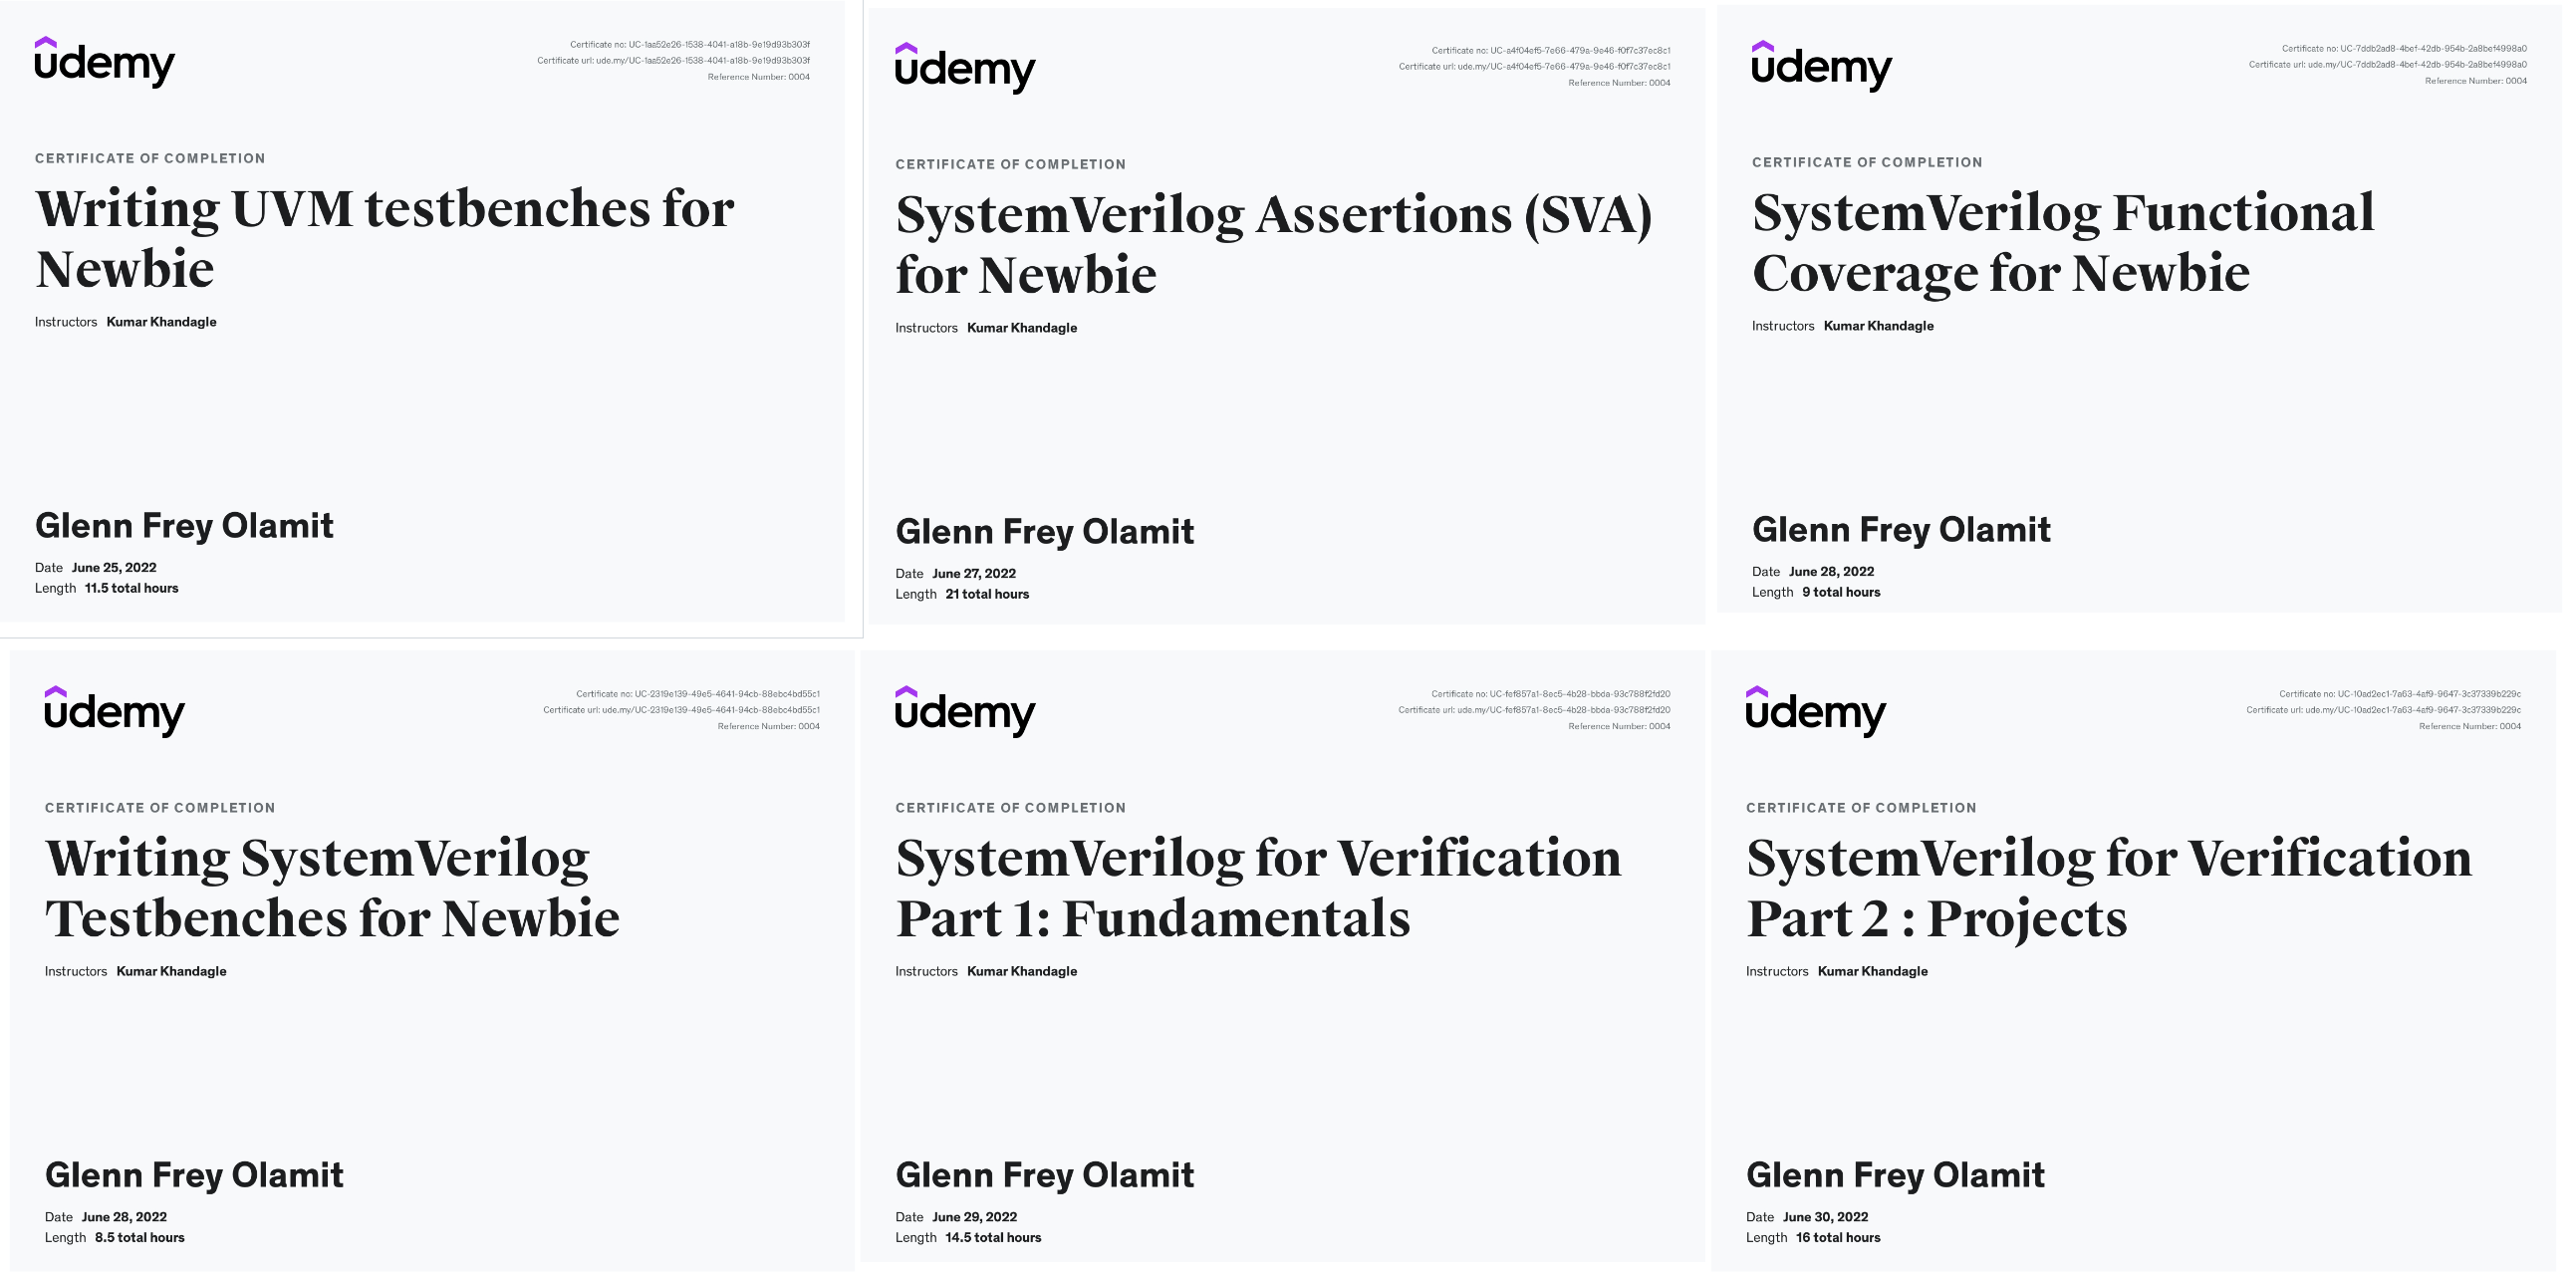 udemy
Certificate no: UC-1aa52e26-1538-4041-a18b-9e19d93b303f
Certificate url: ude.my/UC-1aa52e26-1538-4041-a18b-9e19d93b303f
Reference Number: 0004
CERTIFICATE OF COMPLETION
Writing UVM testbenches for
Newbie
Instructors Kumar Khandagle
Glenn Frey Olamit
Date June 25, 2022
Length 11.5 total hours
udemy
Certificate no: UC-a4f04ef5-7e66-479a-9e46-f0f7c37ec8c1
Certificate url: ude.my/UC-a4f04ef5-7e66-479a-9e46-f0f7c37ec8c1
Reference Number: 0004
CERTIFICATE OF COMPLETION
SystemVerilog Assertions (SVA)
for Newbie
Instructors Kumar Khandagle
Glenn Frey Olamit
Date June 27, 2022
Length 21 total hours
udemy
Certificate no: UC-7ddb2ad8-4bef-42db-954b-2a8bef4998a0
Certificate url: ude.my/UC-7ddb2ad8-4bef-42db-954b-2a8bef4998a0
Reference Number: 0004
CERTIFICATE OF COMPLETION
SystemVerilog Functional
Coverage for Newbie
Instructors Kumar Khandagle
Glenn Frey Olamit
Date June 28, 2022
Length 9 total hours
udemy
Certificate no: UC-2319e139-49e5-4641-94cb-88ebc4bd55c1
Certificate url: ude.my/UC-2319e139-49e5-4641-94cb-88ebc4bd55c1
Reference Number: 0004
CERTIFICATE OF COMPLETION
Writing SystemVerilog
Testbenches for Newbie
Instructors Kumar Khandagle
Glenn Frey Olamit
Date June 28, 2022
Length 8.5 total hours
udemy
Certificate no: UC-fef857a1-8ec5-4b28-bbda-93c788f2fd20
Certificate url: ude.my/UC-fef857a1-8ec5-4b28-bbda-93c788f2fd20
Reference Number: 0004
CERTIFICATE OF COMPLETION
SystemVerilog for Verification
Part 1: Fundamentals
Instructors Kumar Khandagle
Glenn Frey Olamit
Date June 29, 2022
Length 14.5 total hours
udemy
Certificate no: UC-10ad2ec1-7a63-4af9-9647-3c37339b229c
Certificate url: ude.my/UC-10ad2ec1-7a63-4af9-9647-3c37339b229c
Reference Number: 0004
CERTIFICATE OF COMPLETION
SystemVerilog for Verification
Part 2 : Projects
Instructors Kumar Khandagle
Glenn Frey Olamit
Date June 30, 2022
Length 16 total hours